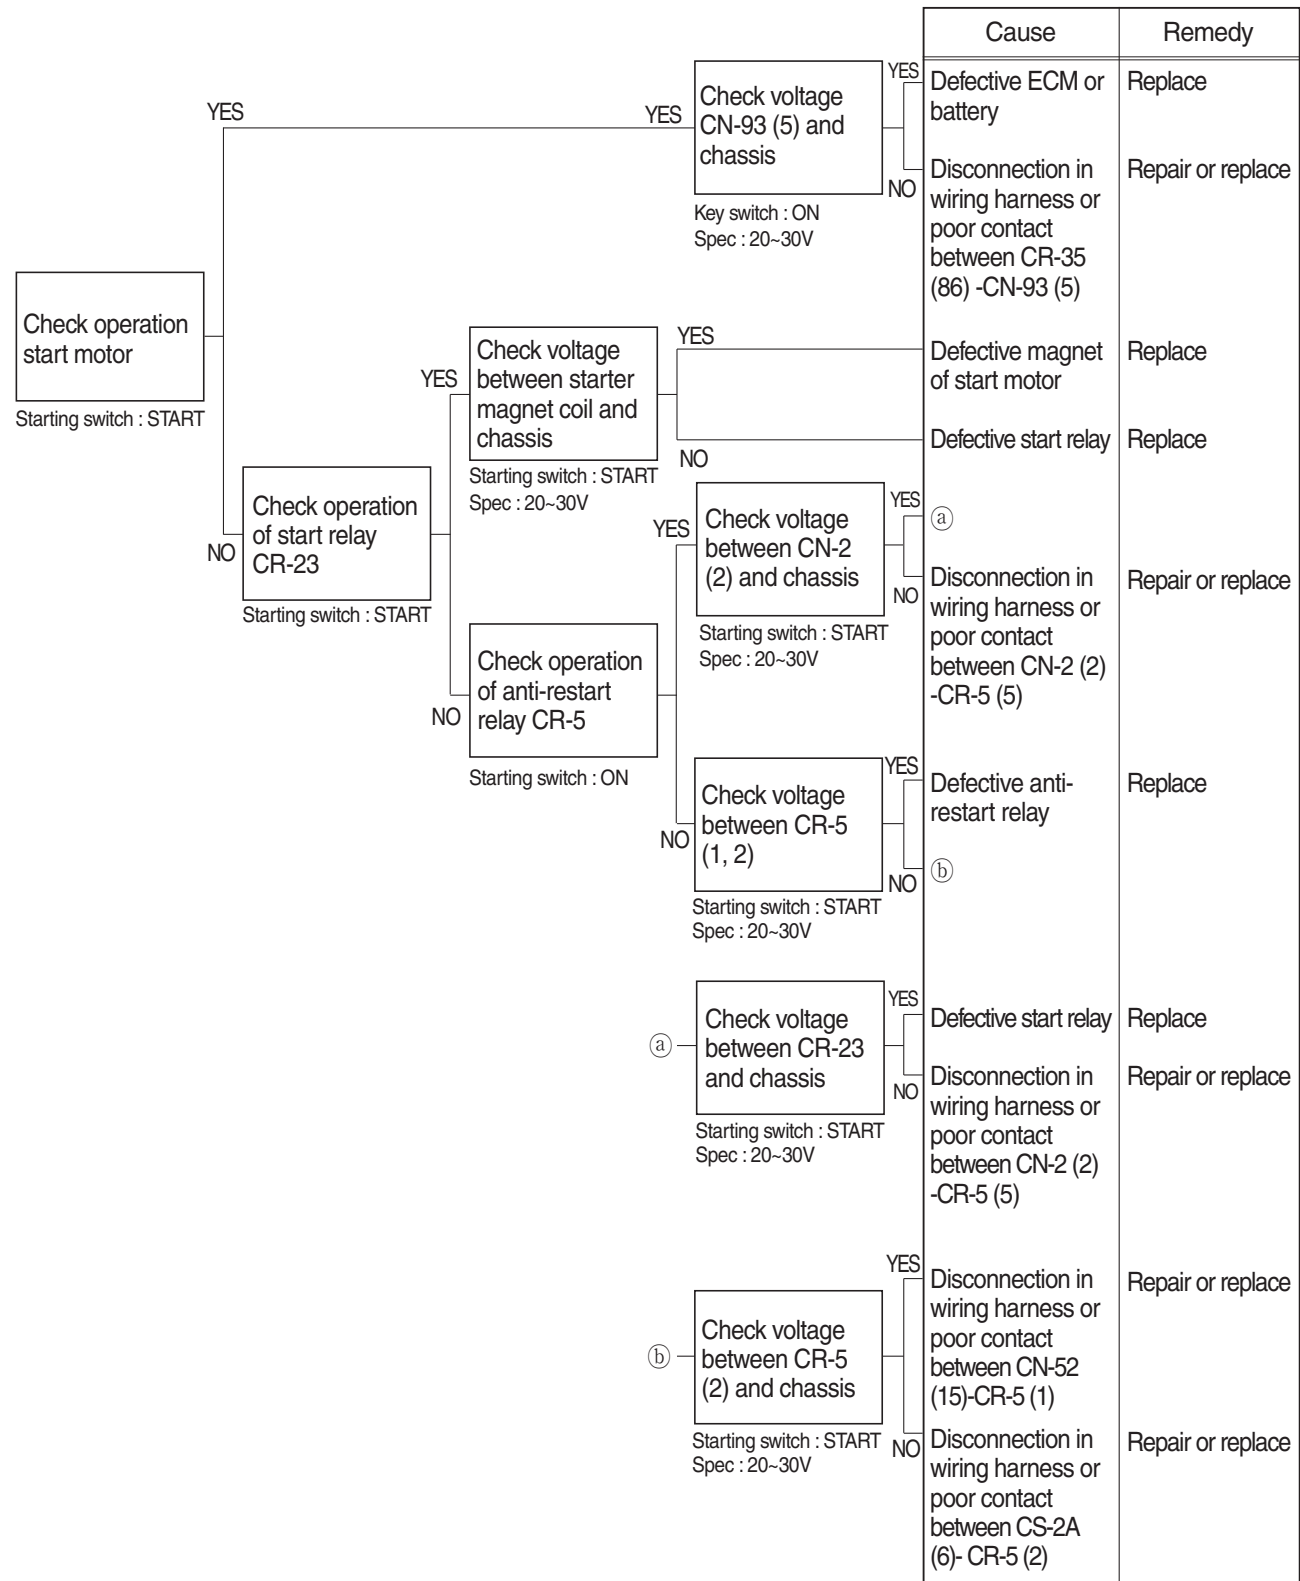 Cause
Remedy
YES
YES
Check voltage
CN-93 (5) and
chassis
Key switch : ON
Spec : 20~30V
YES
Defective ECM or
battery
Replace
NO
Disconnection in
wiring harness or
poor contact
between CR-35
(86) -CN-93 (5)
Repair or replace
Check operation
start motor
Starting switch : START
YES
Check voltage
between starter
magnet coil and
chassis
Starting switch : START
Spec : 20~30V
YES
Defective magnet
of start motor
Replace
NO
Defective start relay
Replace
NO
Check operation
of start relay
CR-23
Starting switch : START
YES
Check voltage
between CN-2
(2) and chassis
Starting switch : START
Spec : 20~30V
YES
ⓐ
NO
Disconnection in
wiring harness or
poor contact
between CN-2 (2)
-CR-5 (5)
Repair or replace
NO
Check operation
of anti-restart
relay CR-5
Starting switch : ON
NO
Check voltage
between CR-5
(1, 2)
Starting switch : START
Spec : 20~30V
YES
Defective anti-
restart relay
Replace
NO
ⓑ
ⓐ
Check voltage
between CR-23
and chassis
Starting switch : START
Spec : 20~30V
YES
Defective start relay
Replace
NO
Disconnection in
wiring harness or
poor contact
between CN-2 (2)
-CR-5 (5)
Repair or replace
ⓑ
Check voltage
between CR-5
(2) and chassis
Starting switch : START
Spec : 20~30V
YES
Disconnection in
wiring harness or
poor contact
between CN-52
(15)-CR-5 (1)
Repair or replace
NO
Disconnection in
wiring harness or
poor contact
between CS-2A
(6)- CR-5 (2)
Repair or replace